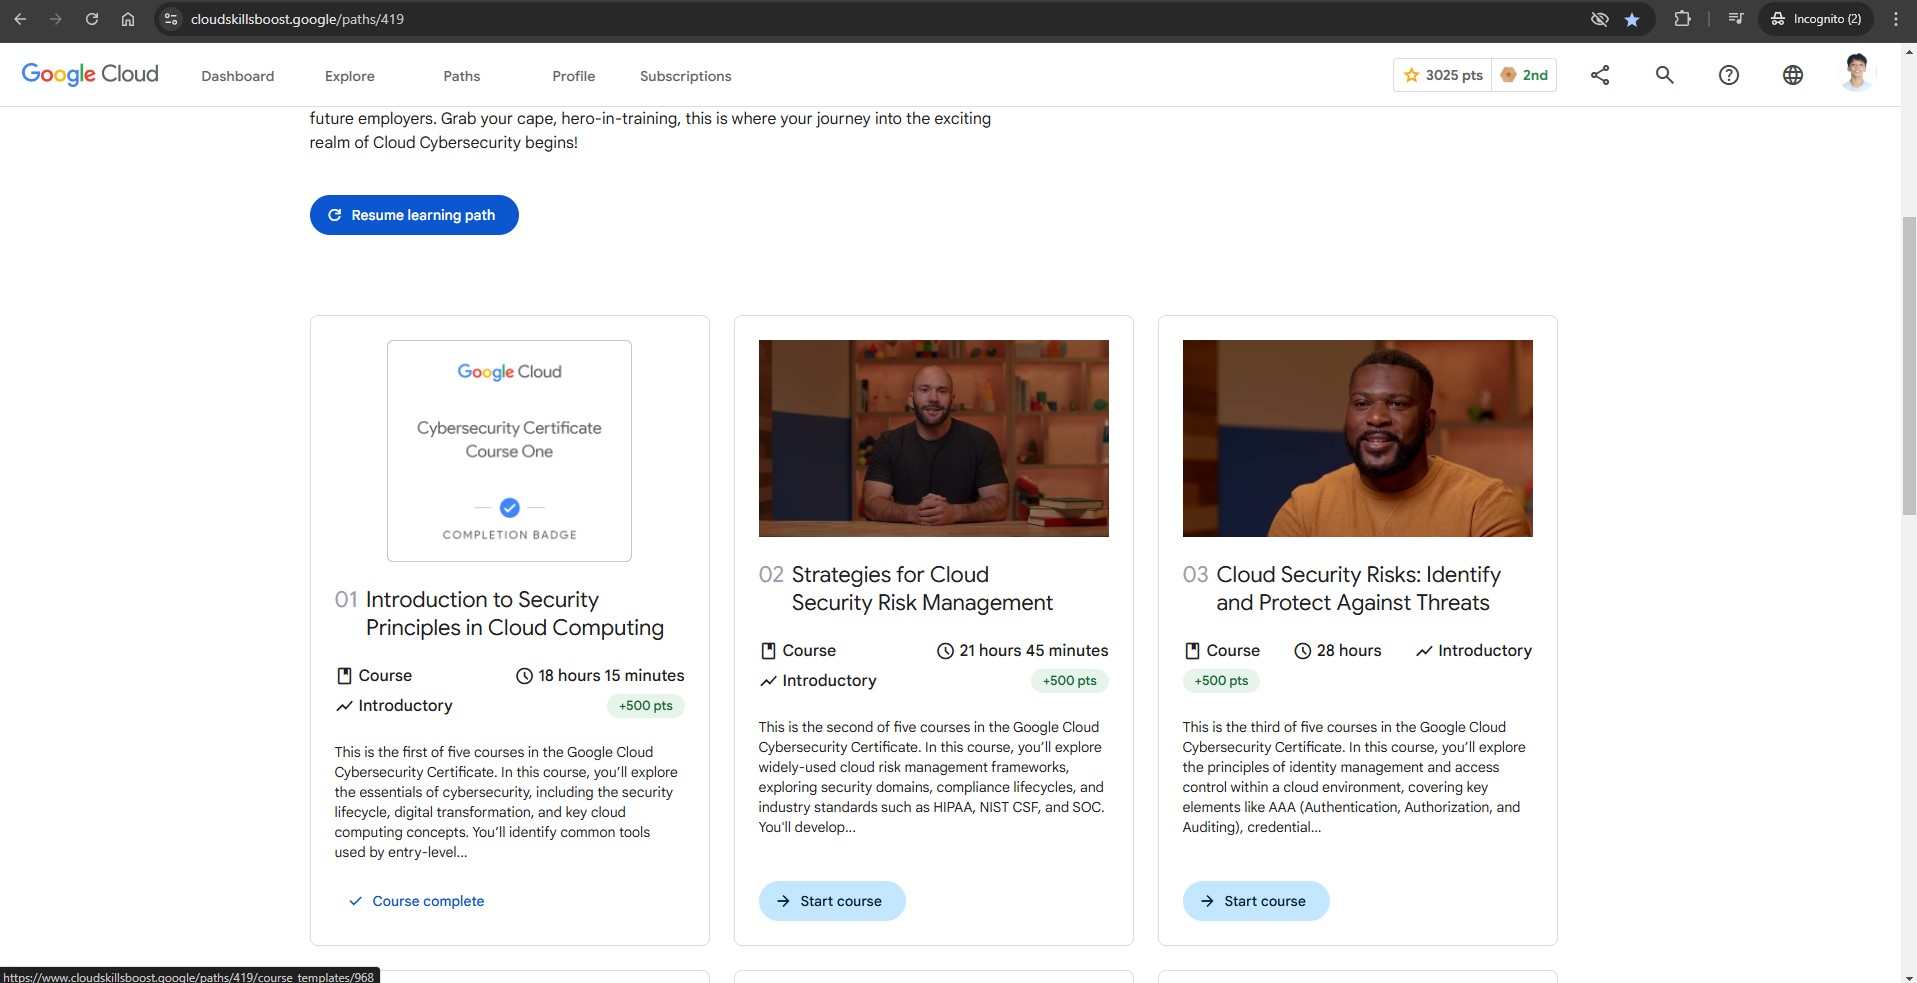 cloudskillsboost.google/paths/419
Incognito (2)
Google Cloud
Dashboard
Explore
Paths
Profile
Subscriptions
3025 pts
2nd
future employers. Grab your cape, hero-in-training, this is where your journey into the exciting
realm of Cloud Cybersecurity begins!
Resume learning path
Google Cloud
Cybersecurity Certificate
Course One
COMPLETION BADGE
01 Introduction to Security
Principles in Cloud Computing
Course
18 hours 15 minutes
Introductory
+500 pts
This is the first of five courses in the Google Cloud
Cybersecurity Certificate. In this course, you’ll explore
the essentials of cybersecurity, including the security
lifecycle, digital transformation, and key cloud
computing concepts. You’ll identify common tools
used by entry-level...
Course complete
02 Strategies for Cloud
Security Risk Management
Course
21 hours 45 minutes
Introductory
+500 pts
This is the second of five courses in the Google Cloud
Cybersecurity Certificate. In this course, you’ll explore
widely-used cloud risk management frameworks,
exploring security domains, compliance lifecycles, and
industry standards such as HIPAA, NIST CSF, and SOC.
You'll develop...
Start course
03 Cloud Security Risks: Identify
and Protect Against Threats
Course
28 hours
Introductory
+500 pts
This is the third of five courses in the Google Cloud
Cybersecurity Certificate. In this course, you’ll explore
the principles of identity management and access
control within a cloud environment, covering key
elements like AAA (Authentication, Authorization, and
Auditing), credential...
Start course
https://www.cloudskillsboost.google/paths/419/course_templates/968